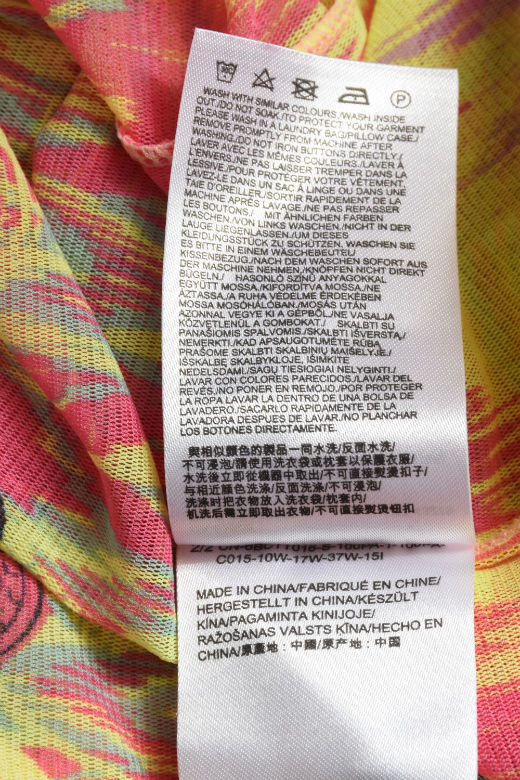 WASH WITH SIMILAR COLOURS./WASH INSIDE
OUT./DO NOT SOAK./TO PROTECT YOUR GARMENT
PLEASE WASH IN A LAUNDRY BAG/PILLOW CASE./
REMOVE PROMPTLY FROM MACHINE AFTER
WASHING./DO NOT IRON BUTTONS DIRECTLY./
LAVER AVEC LES MÊMES COULEURS./LAVER À
L'ENVERS./NE PAS LAISSER TREMPER DANS LA
LESSIVE./POUR PROTÉGER VOTRE VÊTEMENT,
LAVEZ-LE DANS UN SAC À LINGE OU DANS UNE
TAIE D'OREILLER./SORTIR RAPIDEMENT DE LA
MACHINE APRÈS LAVAGE./NE PAS REPASSER
LES BOUTONS./ MIT ÄHNLICHEN FARBEN
WASCHEN./VON LINKS WASCHEN./NICHT IN DER
LAUGE LIEGENLASSEN./UM DIESES
KLEIDUNGSSTÜCK ZU SCHÜTZEN, WASCHEN SIE
ES BITTE IN EINEM WÄSCHEBEUTEL/
KISSENBEZUG./NACH DEM WASCHEN SOFORT AUS
DER MASCHINE NEHMEN./KNÖPFEN NICHT DIREKT
BÜGELN./ HASONLÓ SZÍNŰ ANYAGOKKAL
EGYÜTT MOSSA./KIFORDÍTVA MOSSA./NE
ÁZTASSA./A RUHA VÉDELME ÉRDEKÉBEN
MOSSA MOSÓHÁLÓBAN./MOSÁS UTÁN
AZONNAL VEGYE KI A GÉPBŐL./NE VASALJA
KÖZVETLENÜL A GOMBOKAT./ SKALBTI SU
PANAŠIOMIS SPALVOMIS./SKALBTI IŠVERSTĄ./
NEMERKTI./KAD APSAUGOTUMĖTE RŪBĄ
PRAŠOME SKALBTI SKALBINIŲ MAIŠELYJE./
IŠSKALBĘ SKALBYKLOJE, IŠIMKITE
NEDELSDAMI./SAGŲ TIESIOGIAI NELYGINTI./
LAVAR CON COLORES PARECIDOS./LAVAR DEL
REVÉS./NO PONER EN REMOJO./POR PROTEGER
LA ROPA LAVAR LA DENTRO DE UNA BOLSA DE
LAVADERO./SACARLO RAPIDAMENTE DE LA
LAVADORA DESPUÉS DE LAVAR./NO PLANCHAR
LOS BOTONES DIRECTAMENTE.
與相似顏色的製品一同水洗/反面水洗/
不可浸泡/請使用洗衣袋或枕套以保護衣服/
水洗後立即從機器中取出/不可直接熨燙扣子/
与相近颜色洗涤/反面洗涤/不可浸泡/
洗涤时把衣物放入洗衣袋/枕套内/
机洗后需立即取出衣物/不可直接熨烫钮扣
C015-10W-17W-37W-15I
MADE IN CHINA/FABRIQUÉ EN CHINE/
HERGESTELLT IN CHINA/KÉSZÜLT
KÍNA/PAGAMINTA KINIJOJE/
RAŽOŠANAS VALSTS ĶĪNA/HECHO EN
CHINA/原產地：中國/原产地：中国